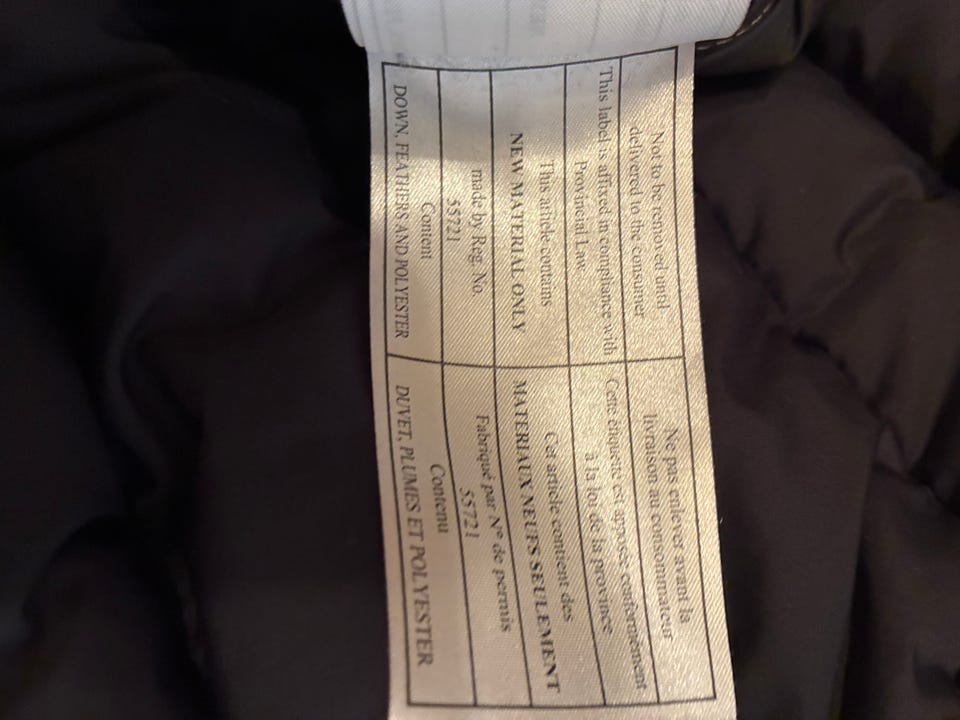 Not to be removed until
delivered to the consumer
This label is affixed in compliance with
Provincial Law.
This article contains
NEW MATERIAL ONLY
made by Reg. No.
55721
Content
DOWN, FEATHERS AND POLYESTER
Ne pas enlever avant la
livraison au consommateur
Cette étiquette est apposée conformément
à la loi de la province
Cet article contient des
MATERIAUX NEUFS SEULEMENT
Fabriqué par Nº de permis
55721
Contenu
DUVET, PLUMES ET POLYESTER